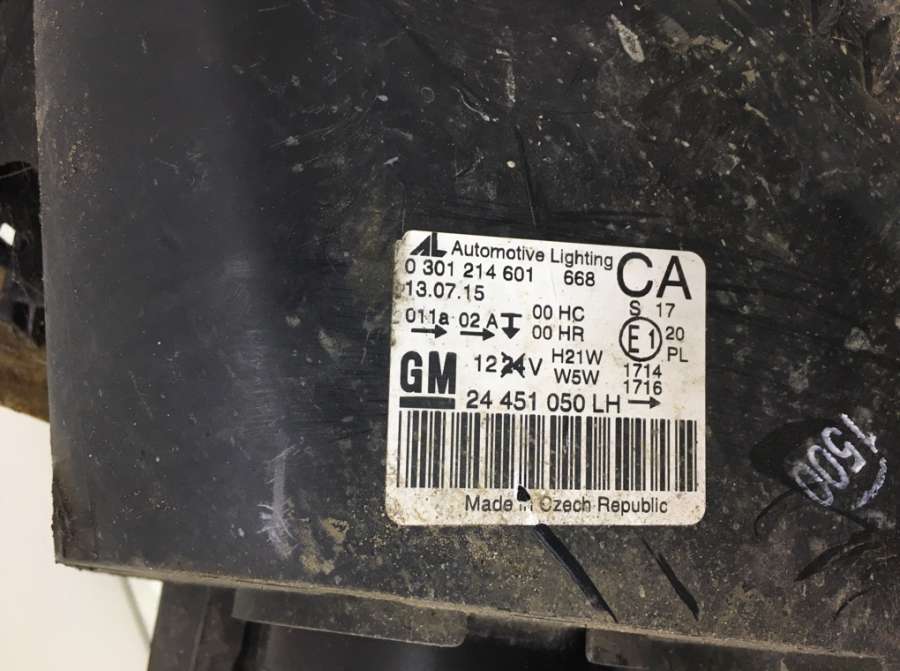 AL Automotive Lighting
0 301 214 601 668 CA
13.07.15
S 17
011a 02 A 00 HC
00 HR
E1 20
PL
GM 12 24 V H21W
W5W
1714
1716
24 451 050 LH
Made in Czech Republic
1500